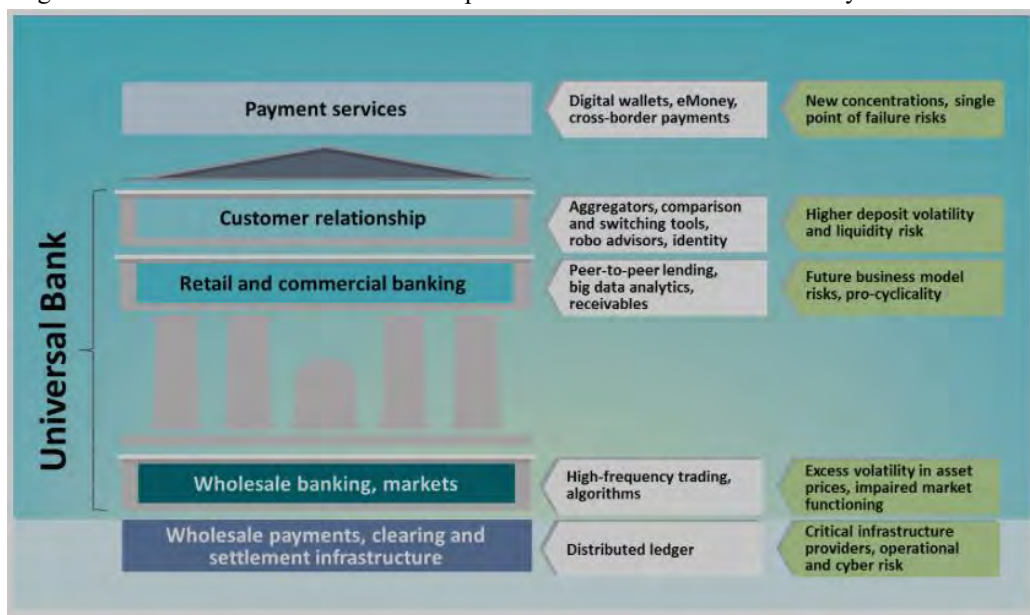 Payment services
Digital wallets, eMoney,
cross-border payments
New concentrations, single
point of failure risks
Universal Bank
Customer relationship
Aggregators, comparison
and switching tools,
robo advisors, identity
Higher deposit volatility
and liquidity risk
Retail and commercial banking
Peer-to-peer lending,
big data analytics,
receivables
Future business model
risks, pro-cyclicality
Wholesale banking, markets
High-frequency trading,
algorithms
Excess volatility in asset
prices, impaired market
functioning
Wholesale payments, clearing and
settlement infrastructure
Distributed ledger
Critical infrastructure
providers, operational
and cyber risk